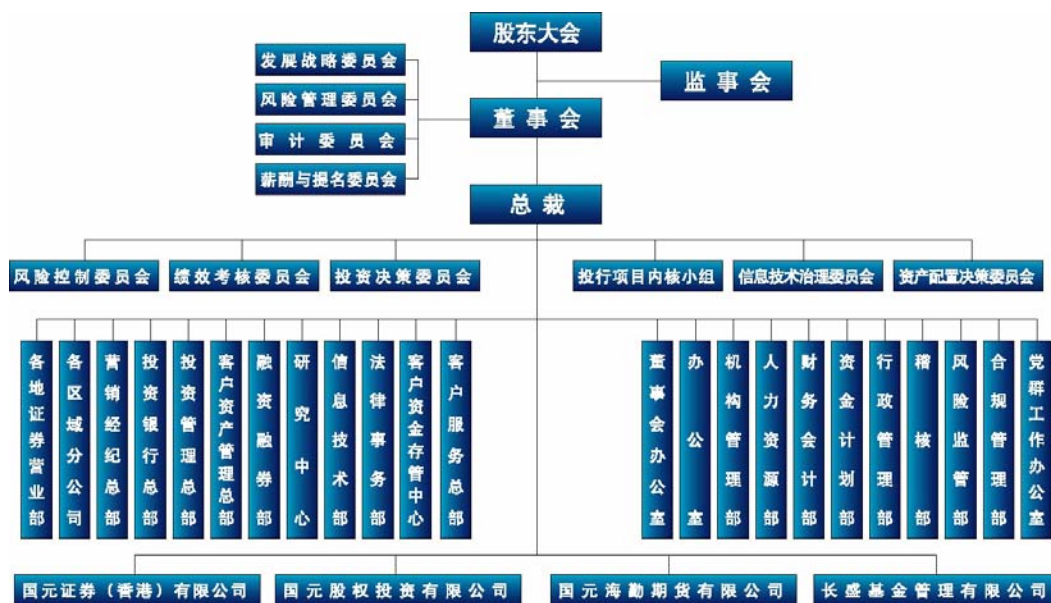 股东大会
发展战略委员会
监事会
风险管理委员会
董事会
审计委员会
薪酬与提名委员会
总裁
风险控制委员会
绩效考核委员会
投资决策委员会
投行项目内核小组
信息技术治理委员会
资产配置决策委员会
各地证券营业部
各区域分公司
营销经纪总部
投资银行总部
投资管理总部
客户资产管理总部
融资融券部
研究中心
信息技术部
法律事务部
客户资金存管中心
客户服务总部
董事会办公室
办公室
机构管理部
人力资源部
财务会计部
资金计划部
行政管理部
稽核部
风险监管部
合规管理部
党群工作办公室
国元证券（香港）有限公司
国元股权投资有限公司
国元海勤期货有限公司
长盛基金管理有限公司